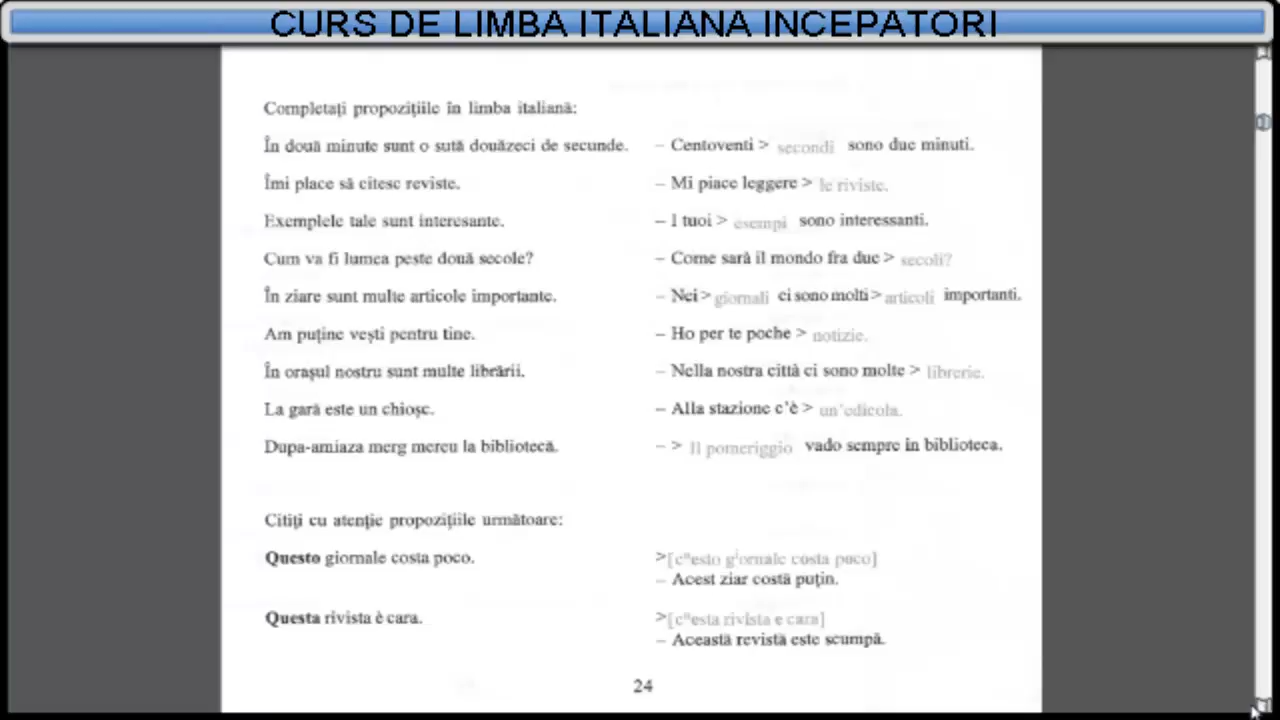 CURS DE LIMBA ITALIANA INCEPATORI
Completați propozițiile în limba italiană:
În două minute sunt o sută douăzeci de secunde. – Centoventi > secondi sono due minuti.
Îmi place să citesc reviste. – Mi piace leggere > le riviste.
Exemplele tale sunt interesante. – I tuoi > esempi sono interessanti.
Cum va fi lumea peste două secole? – Come sarà il mondo fra due > secoli?
În ziare sunt multe articole importante. – Nei > giornali ci sono molti > articoli importanti.
Am puține vești pentru tine. – Ho per te poche > notizie.
În orașul nostru sunt multe librării. – Nella nostra città ci sono molte > librerie.
La gară este un chioșc. – Alla stazione c'è > un'edicola.
Dupa-amiaza merg mereu la bibliotecă. – > Il pomeriggio vado sempre in biblioteca.
Citiți cu atenție propozițiile următoare:
Questo giornale costa poco. >[cᵘesto gⁱornale costa poco]
– Acest ziar costă puțin.
Questa rivista è cara. >[cᵘesta rivista e cara]
– Această revistă este scumpă.
24